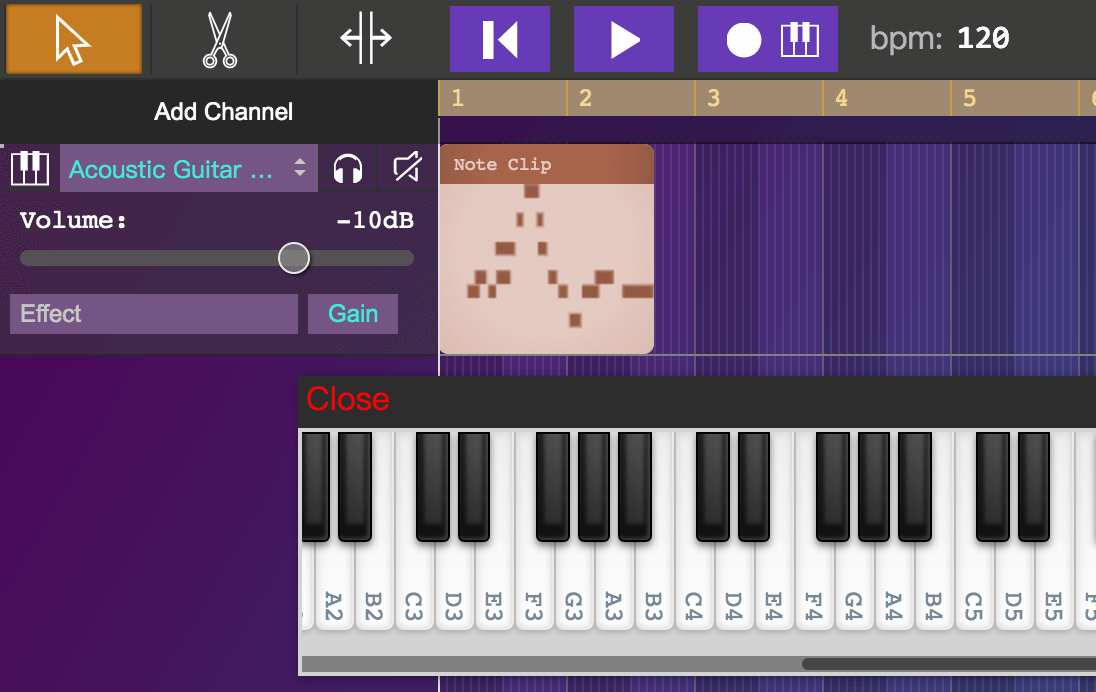 bpm: 120
Add Channel
1 2 3 4 5
Acoustic Guitar ...
Note Clip
Volume: -10dB
Effect Gain
Close
A2 B2 C3 D3 E3 F3 G3 A3 B3 C4 D4 E4 F4 G4 A4 B4 C5 D5 E5